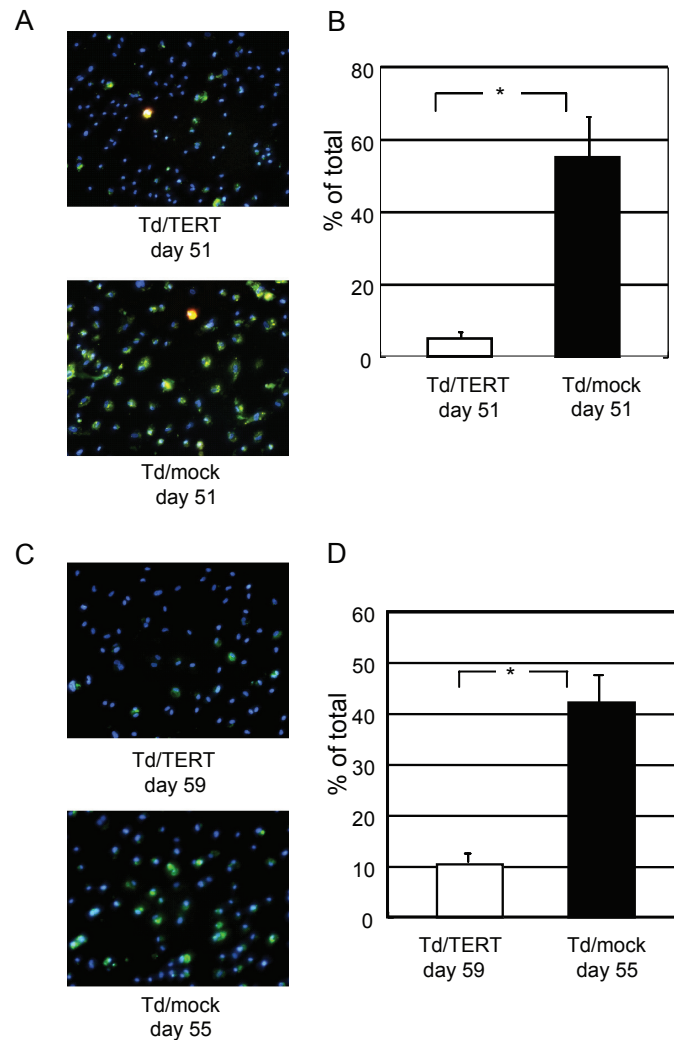 A
Td/TERT
day 51
Td/mock
day 51
B
80
60
40
20
0
% of total
*
Td/TERT
day 51
Td/mock
day 51
C
Td/TERT
day 59
Td/mock
day 55
D
60
50
40
30
20
10
0
% of total
*
Td/TERT
day 59
Td/mock
day 55